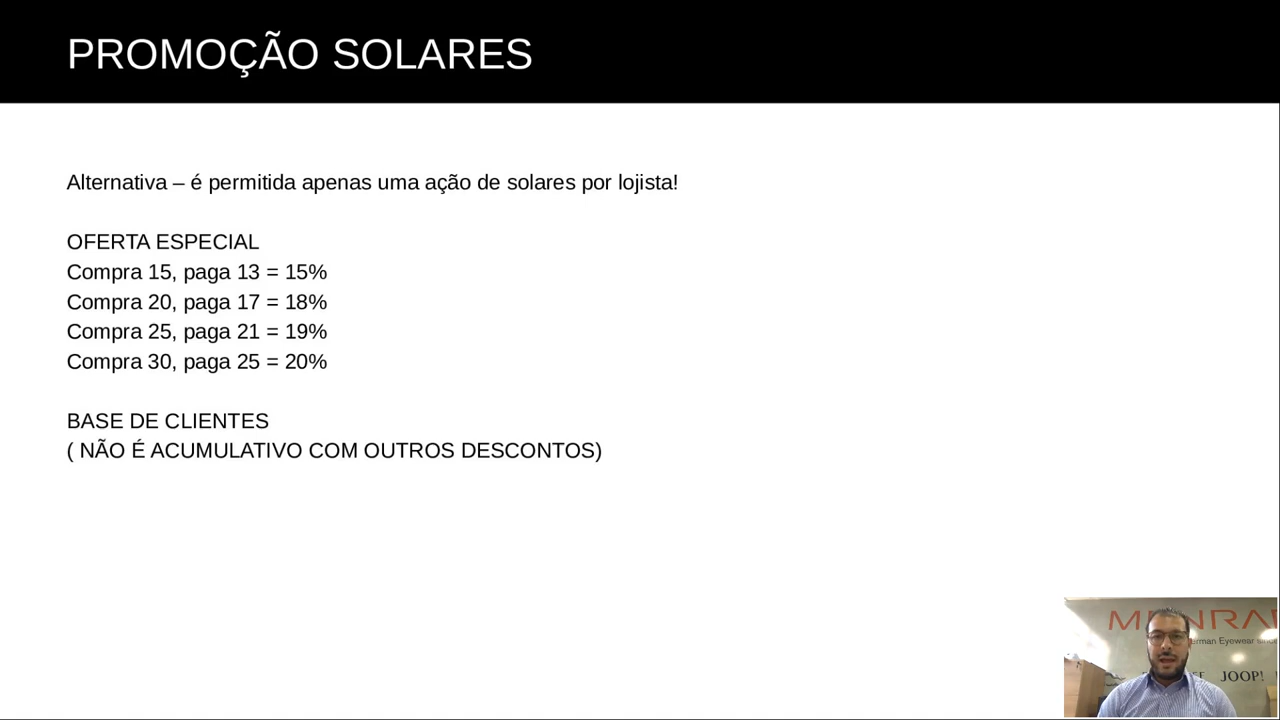 PROMOÇÃO SOLARES
Alternativa – é permitida apenas uma ação de solares por lojista!
OFERTA ESPECIAL
Compra 15, paga 13 = 15%
Compra 20, paga 17 = 18%
Compra 25, paga 21 = 19%
Compra 30, paga 25 = 20%
BASE DE CLIENTES
( NÃO É ACUMULATIVO COM OUTROS DESCONTOS)
Eyewear
JOOP!